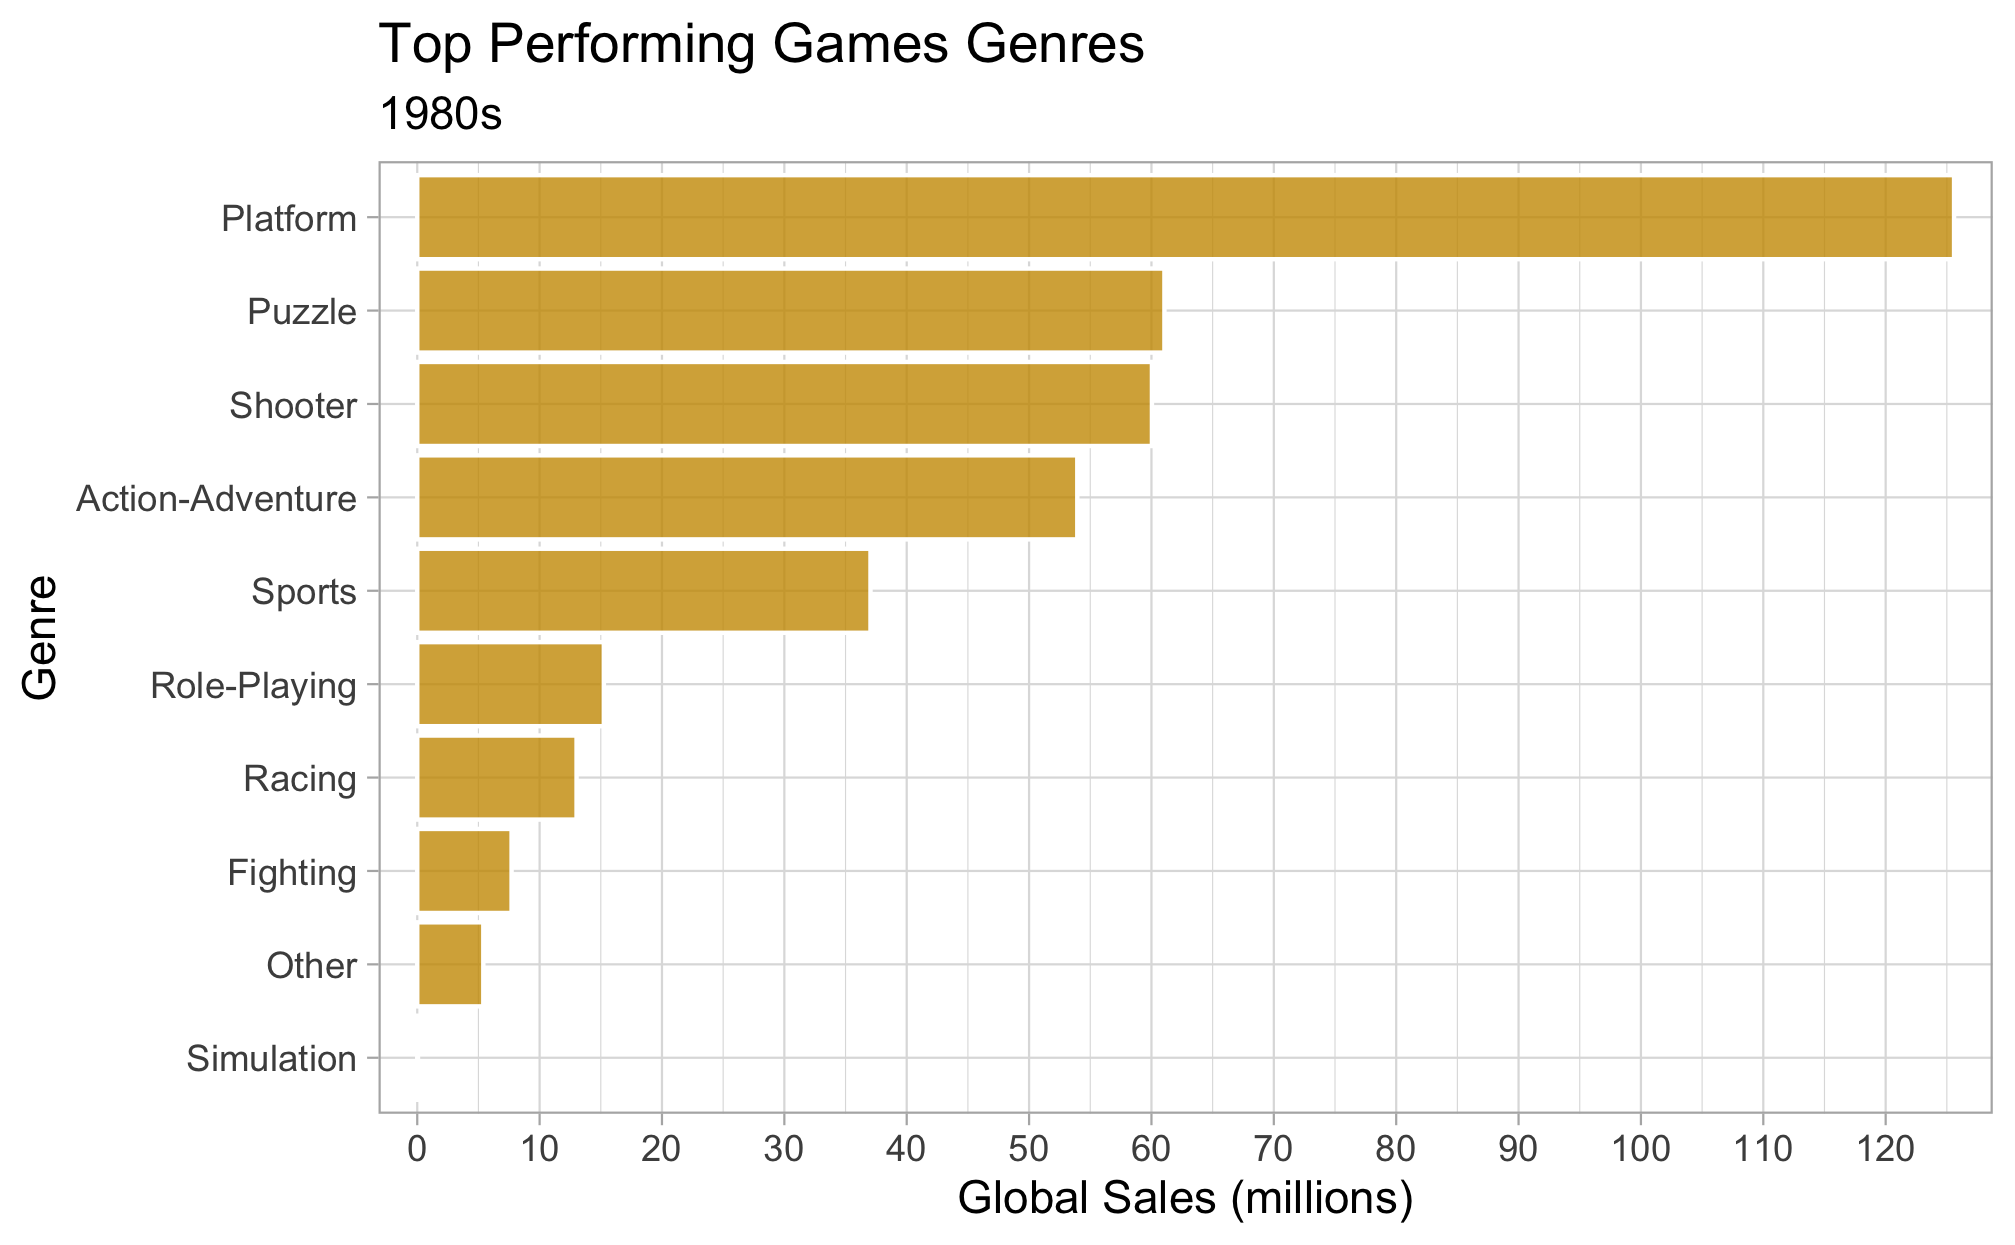 Top Performing Games Genres
1980s
Genre
Platform
Puzzle
Shooter
Action-Adventure
Sports
Role-Playing
Racing
Fighting
Other
Simulation
0 10 20 30 40 50 60 70 80 90 100 110 120
Global Sales (millions)